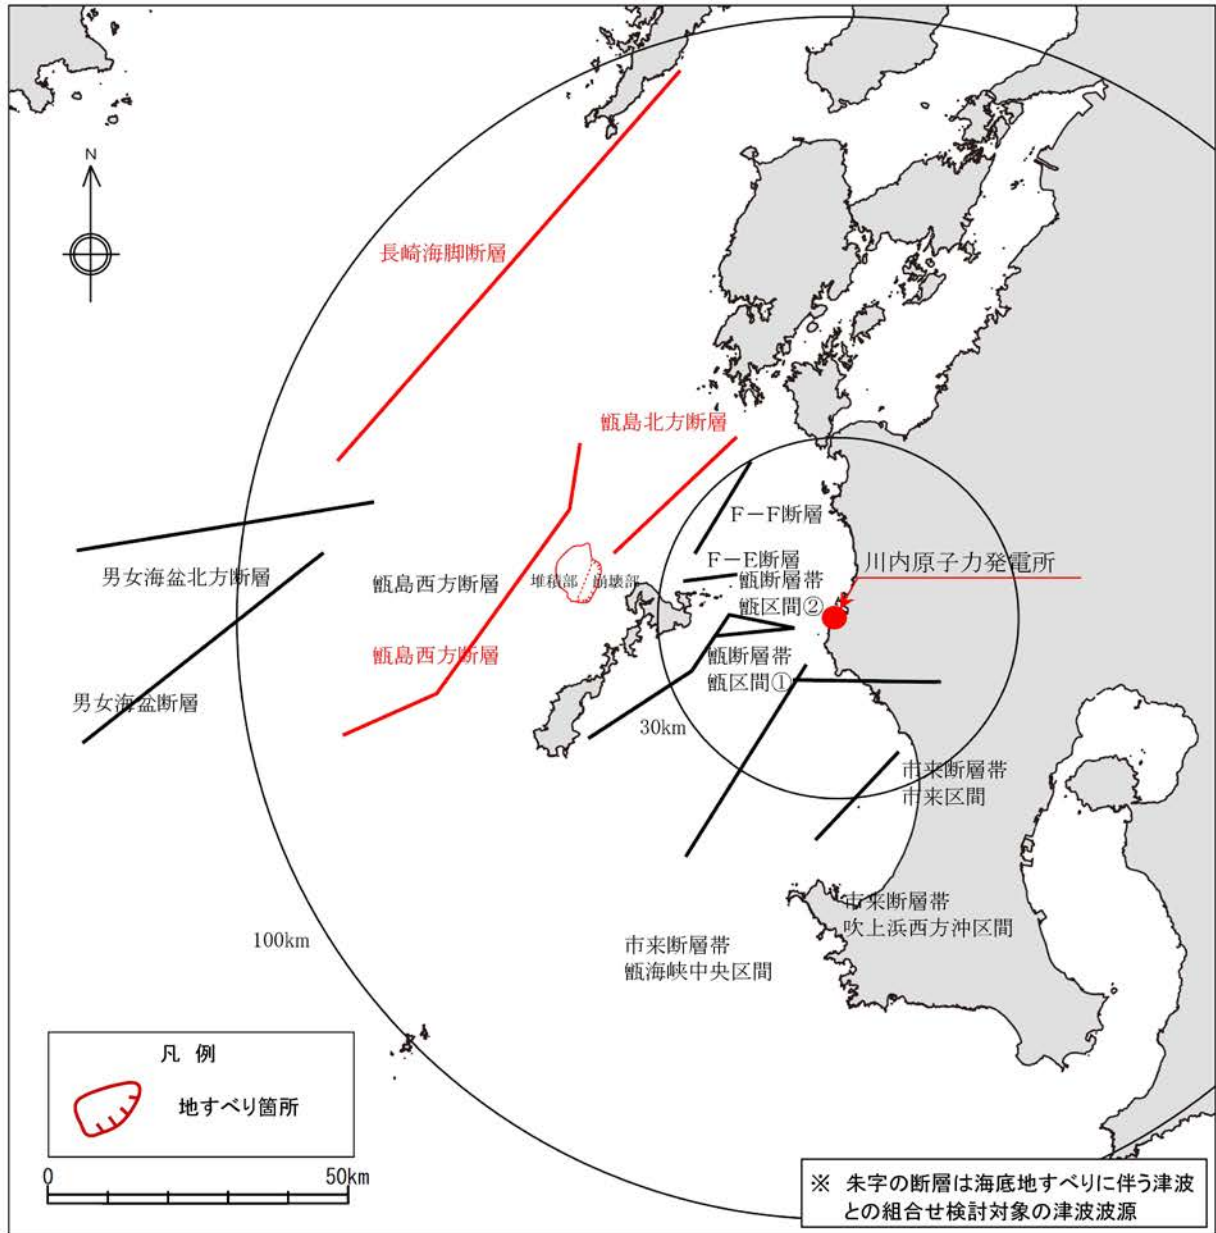 N
長崎海脚断層
甑島北方断層
F－F断層
F－E断層
甑断層帯
甑区間②
川内原子力発電所
堆積部
崩壊部
男女海盆北方断層
甑島西方断層
甑島西方断層
甑断層帯
甑区間①
男女海盆断層
30km
市来断層帯
市来区間
市来断層帯
吹上浜西方沖区間
市来断層帯
甑海峡中央区間
100km
凡 例
地すべり箇所
0
50km
※ 朱字の断層は海底地すべりに伴う津波
との組合せ検討対象の津波波源